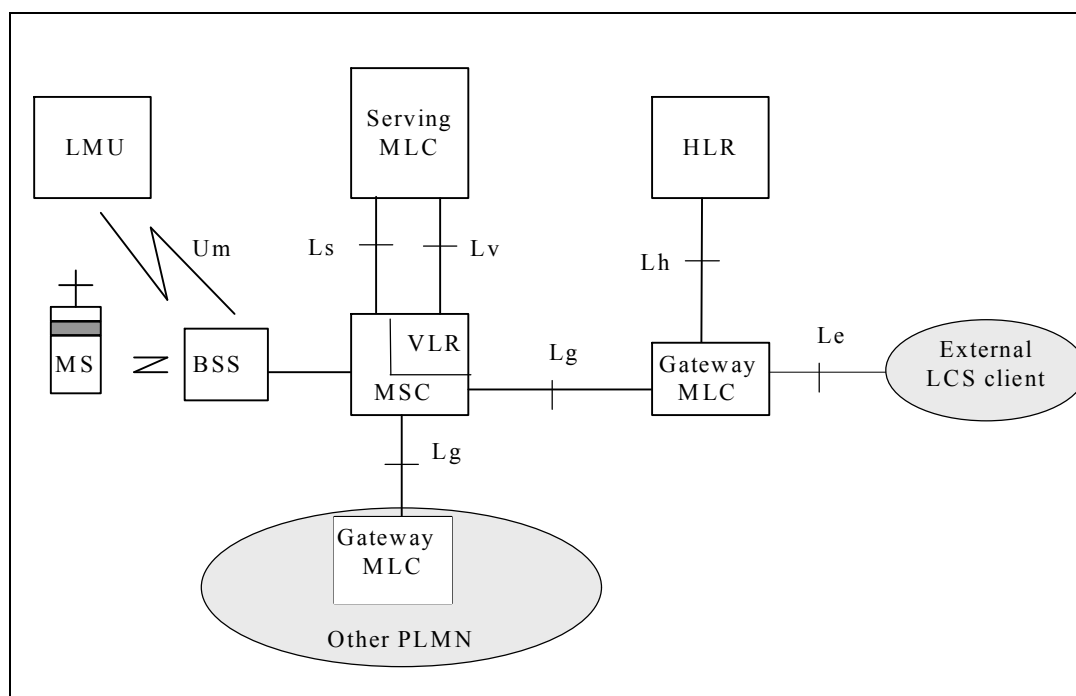 LMU
Serving
MLC
HLR
Um
Ls
Lv
Lh
MS
BSS
VLR
MSC
Lg
Gateway
MLC
Le
External
LCS client
Lg
Gateway
MLC
Other PLMN